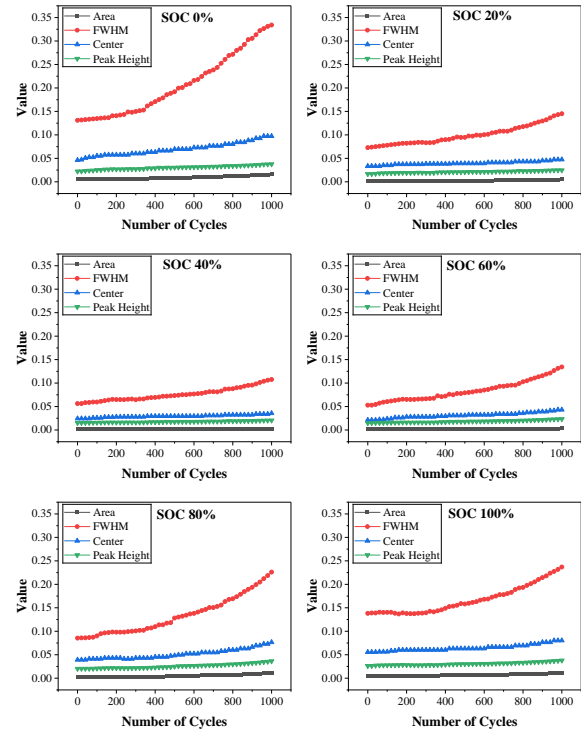 SOC 0%
Area
FWHM
Center
Peak Height
0.35
0.30
0.25
0.20
0.15
0.10
0.05
0.00
Value
0 200 400 600 800 1000
Number of Cycles
SOC 20%
Area
FWHM
Center
Peak Height
0.35
0.30
0.25
0.20
0.15
0.10
0.05
0.00
Value
0 200 400 600 800 1000
Number of Cycles
SOC 40%
Area
FWHM
Center
Peak Height
0.35
0.30
0.25
0.20
0.15
0.10
0.05
0.00
Value
0 200 400 600 800 1000
Number of Cycles
SOC 60%
Area
FWHM
Center
Peak Height
0.35
0.30
0.25
0.20
0.15
0.10
0.05
0.00
Value
0 200 400 600 800 1000
Number of Cycles
SOC 80%
Area
FWHM
Center
Peak Height
0.35
0.30
0.25
0.20
0.15
0.10
0.05
0.00
Value
0 200 400 600 800 1000
Number of Cycles
SOC 100%
Area
FWHM
Center
Peak Height
0.35
0.30
0.25
0.20
0.15
0.10
0.05
0.00
Value
0 200 400 600 800 1000
Number of Cycles